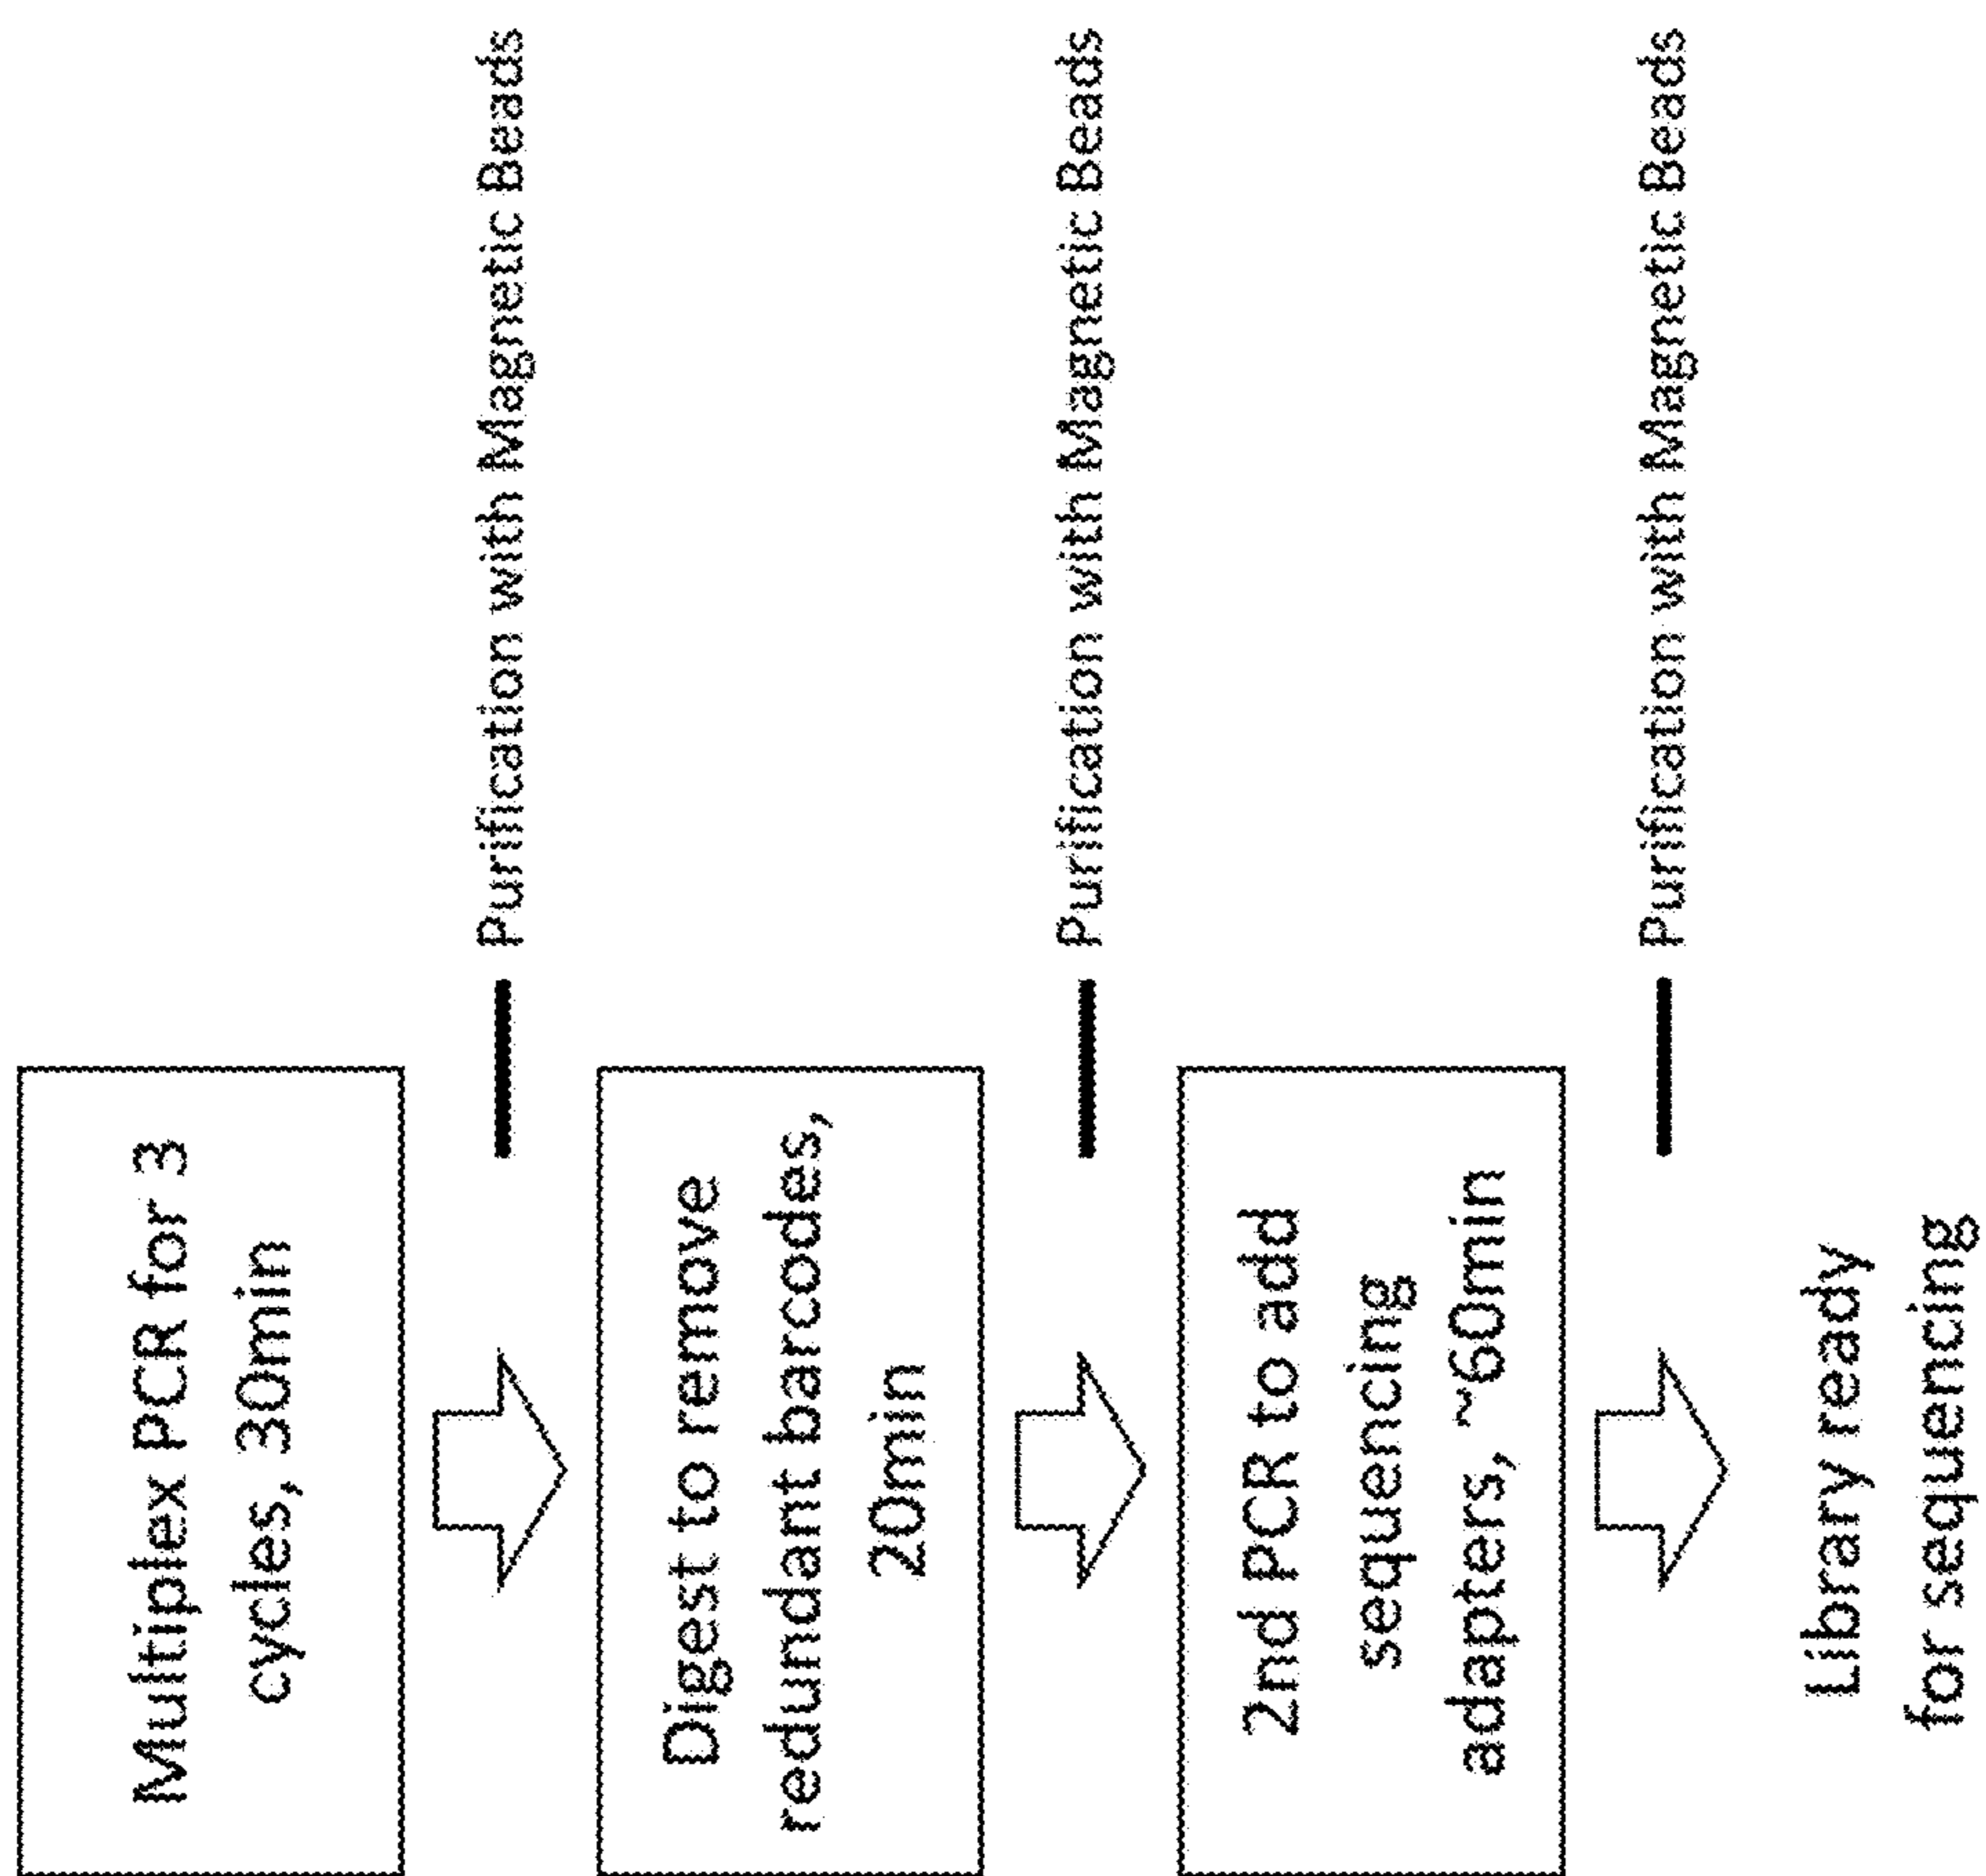 Multiplex PCR for 3
cycles, 30min
Purification with Magnetic Beads
Digest to remove
redundant barcodes,
20min
Purification with Magnetic Beads
2nd PCR to add
sequencing
adapters, ~60min
Purification with Magnetic Beads
Library ready
for sequencing